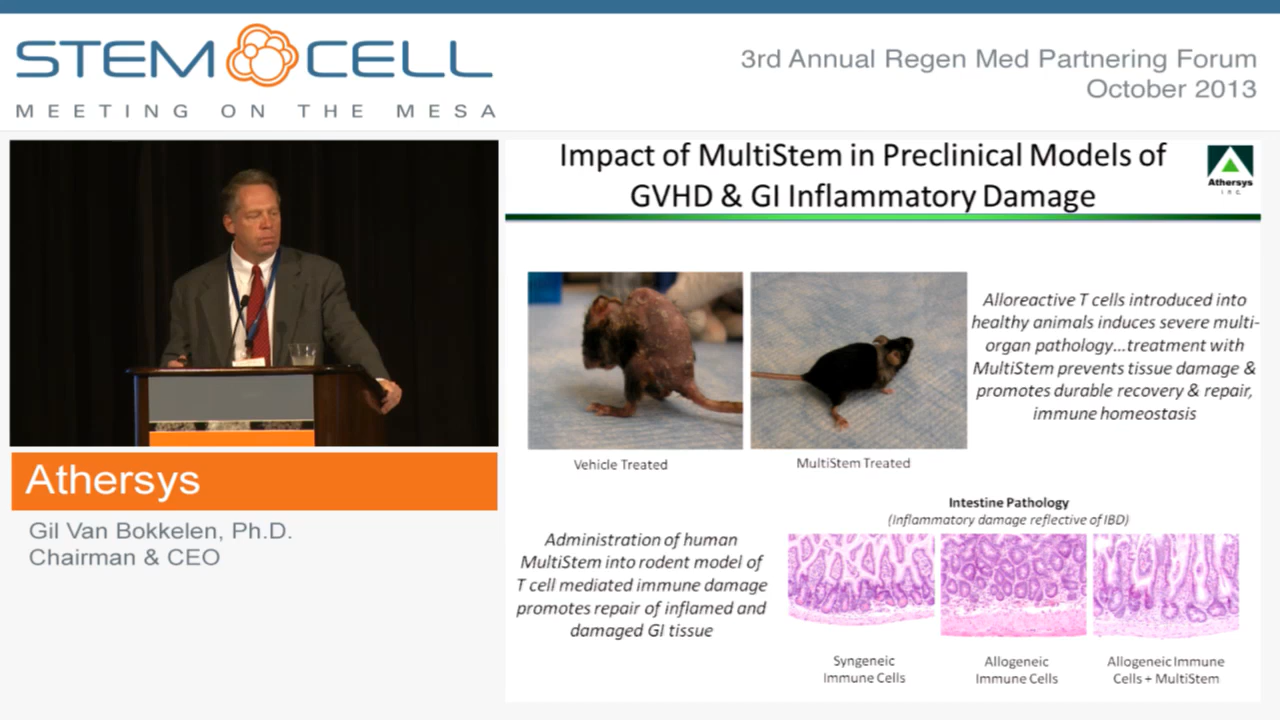 STEM CELL
MEETING ON THE MESA
3rd Annual Regen Med Partnering Forum
October 2013
Impact of MultiStem in Preclinical Models of
GVHD & GI Inflammatory Damage
Athersys
inc.
Alloreactive T cells introduced into
healthy animals induces severe multi-
organ pathology...treatment with
MultiStem prevents tissue damage &
promotes durable recovery & repair,
immune homeostasis
Vehicle Treated
MultiStem Treated
Athersys
Gil Van Bokkelen, Ph.D.
Chairman & CEO
Administration of human
MultiStem into rodent model of
T cell mediated immune damage
promotes repair of inflamed and
damaged GI tissue
Intestine Pathology
(Inflammatory damage reflective of IBD)
Syngeneic
Immune Cells
Allogeneic
Immune Cells
Allogeneic Immune
Cells + MultiStem